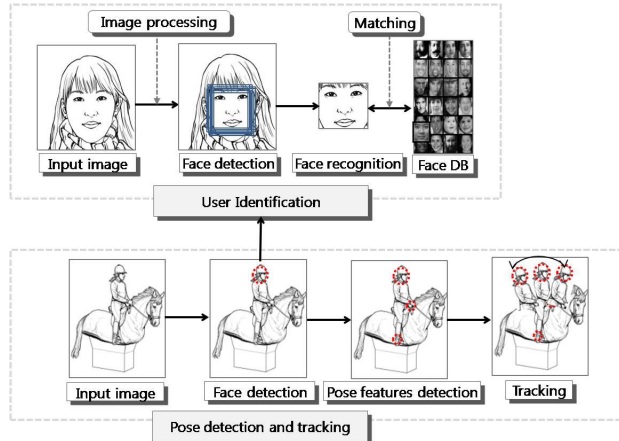 Image processing
Matching
Input image
Face detection
Face recognition
Face DB
User Identification
Input image
Face detection
Pose features detection
Tracking
Pose detection and tracking